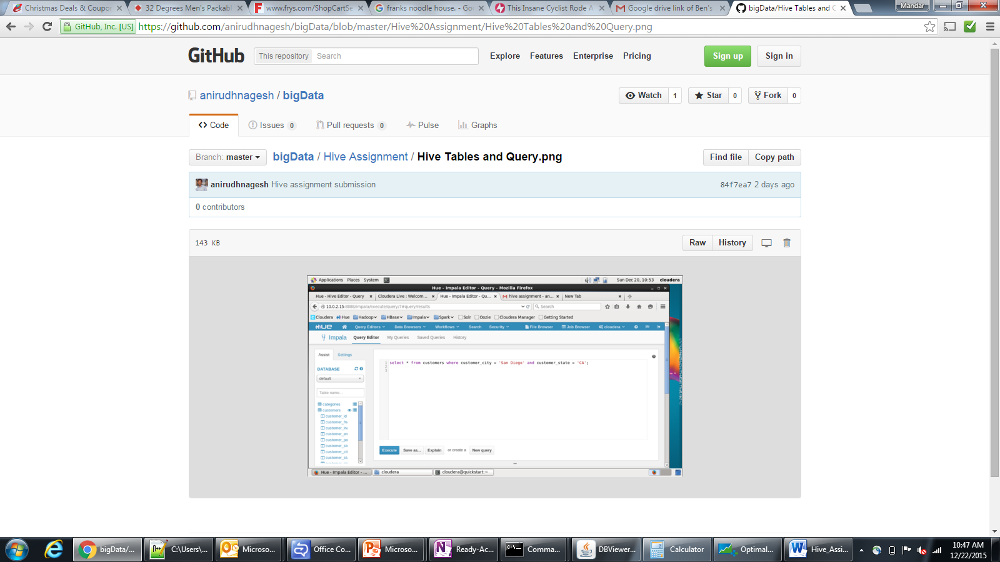 Christmas Deals & Coupon
32 Degrees Men's Packabl
www.frys.com/ShopCartSe
franks noodle house. - Goo
This Insane Cyclist Rode A
Google drive link of Ben's
bigData/Hive Tables and Q
Mandar
GitHub, Inc. [US] https://github.com/anirudhnagesh/bigData/blob/master/Hive%20Assignment/Hive%20Tables%20and%20Query.png
GitHub This repository Search Explore Features Enterprise Pricing Sign up Sign in
anirudhnagesh / bigData Watch 1 Star 0 Fork 0
Code Issues 0 Pull requests 0 Pulse Graphs
Branch: master bigData / Hive Assignment / Hive Tables and Query.png Find file Copy path
anirudhnagesh Hive assignment submission 84f7ea7 2 days ago
0 contributors
143 KB Raw History
Applications Places System Sun Dec 20, 10:53 cloudera
Hue - Impala Editor - Query - Mozilla Firefox
Hue - Hive Editor - Query Cloudera Live : Welcom... Hue - Impala Editor - Qu... hive assignment - an... New Tab
10.0.2.15:8888/impala/execute/query/7#query/results Search
Cloudera Hue Hadoop HBase Impala Spark Solr Oozie Cloudera Manager Getting Started
HUE Query Editors Data Browsers Workflows Search Security File Browser Job Browser cloudera
Impala Query Editor My Queries Saved Queries History
Assist Settings
1 select * from customers where customer_city = 'San Diego' and customer_state = 'CA';
2
3
DATABASE
default
Table name...
categories
customers
customer_id
customer_fn
customer_ln
customer_em
customer_pa
customer_st
customer_cit
customer_st
Execute Save as... Explain or create a New query
Hue - Impala Editor - ... cloudera cloudera@quickstart:~
bigData/...
C:\Users\...
Microso...
Office Co...
Microso...
Ready-Ac...
Comma...
DBViewer...
Calculator
Optimal...
Hive_Assi...
10:47 AM
12/22/2015